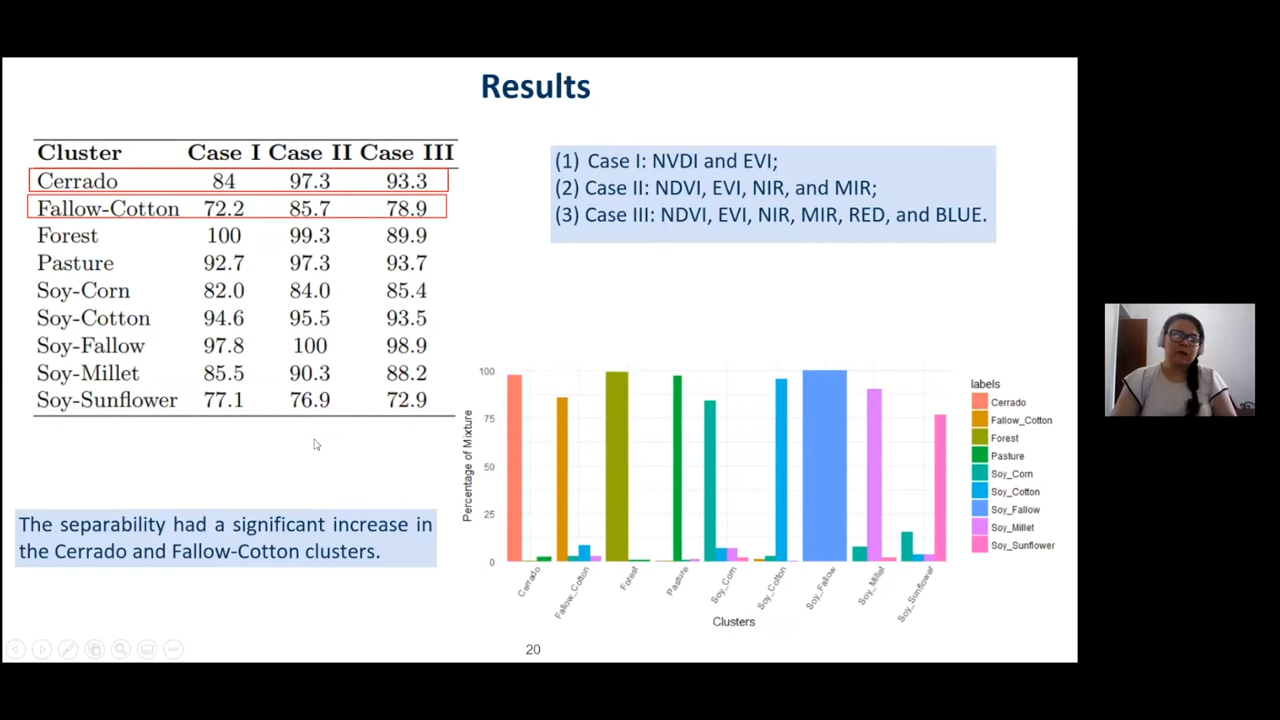 Results
Cluster Case I Case II Case III
Cerrado 84 97.3 93.3
Fallow-Cotton 72.2 85.7 78.9
Forest 100 99.3 89.9
Pasture 92.7 97.3 93.7
Soy-Corn 82.0 84.0 85.4
Soy-Cotton 94.6 95.5 93.5
Soy-Fallow 97.8 100 98.9
Soy-Millet 85.5 90.3 88.2
Soy-Sunflower 77.1 76.9 72.9
(1) Case I: NVDI and EVI;
(2) Case II: NDVI, EVI, NIR, and MIR;
(3) Case III: NDVI, EVI, NIR, MIR, RED, and BLUE.
The separability had a significant increase in
the Cerrado and Fallow-Cotton clusters.
Percentage of Mixture
100
75
50
25
0
Cerrado
Fallow_Cotton
Forest
Pasture
Soy_Corn
Soy_Cotton
Soy_Fallow
Soy_Millet
Soy_Sunflower
Clusters
labels
Cerrado
Fallow_Cotton
Forest
Pasture
Soy_Corn
Soy_Cotton
Soy_Fallow
Soy_Millet
Soy_Sunflower
20